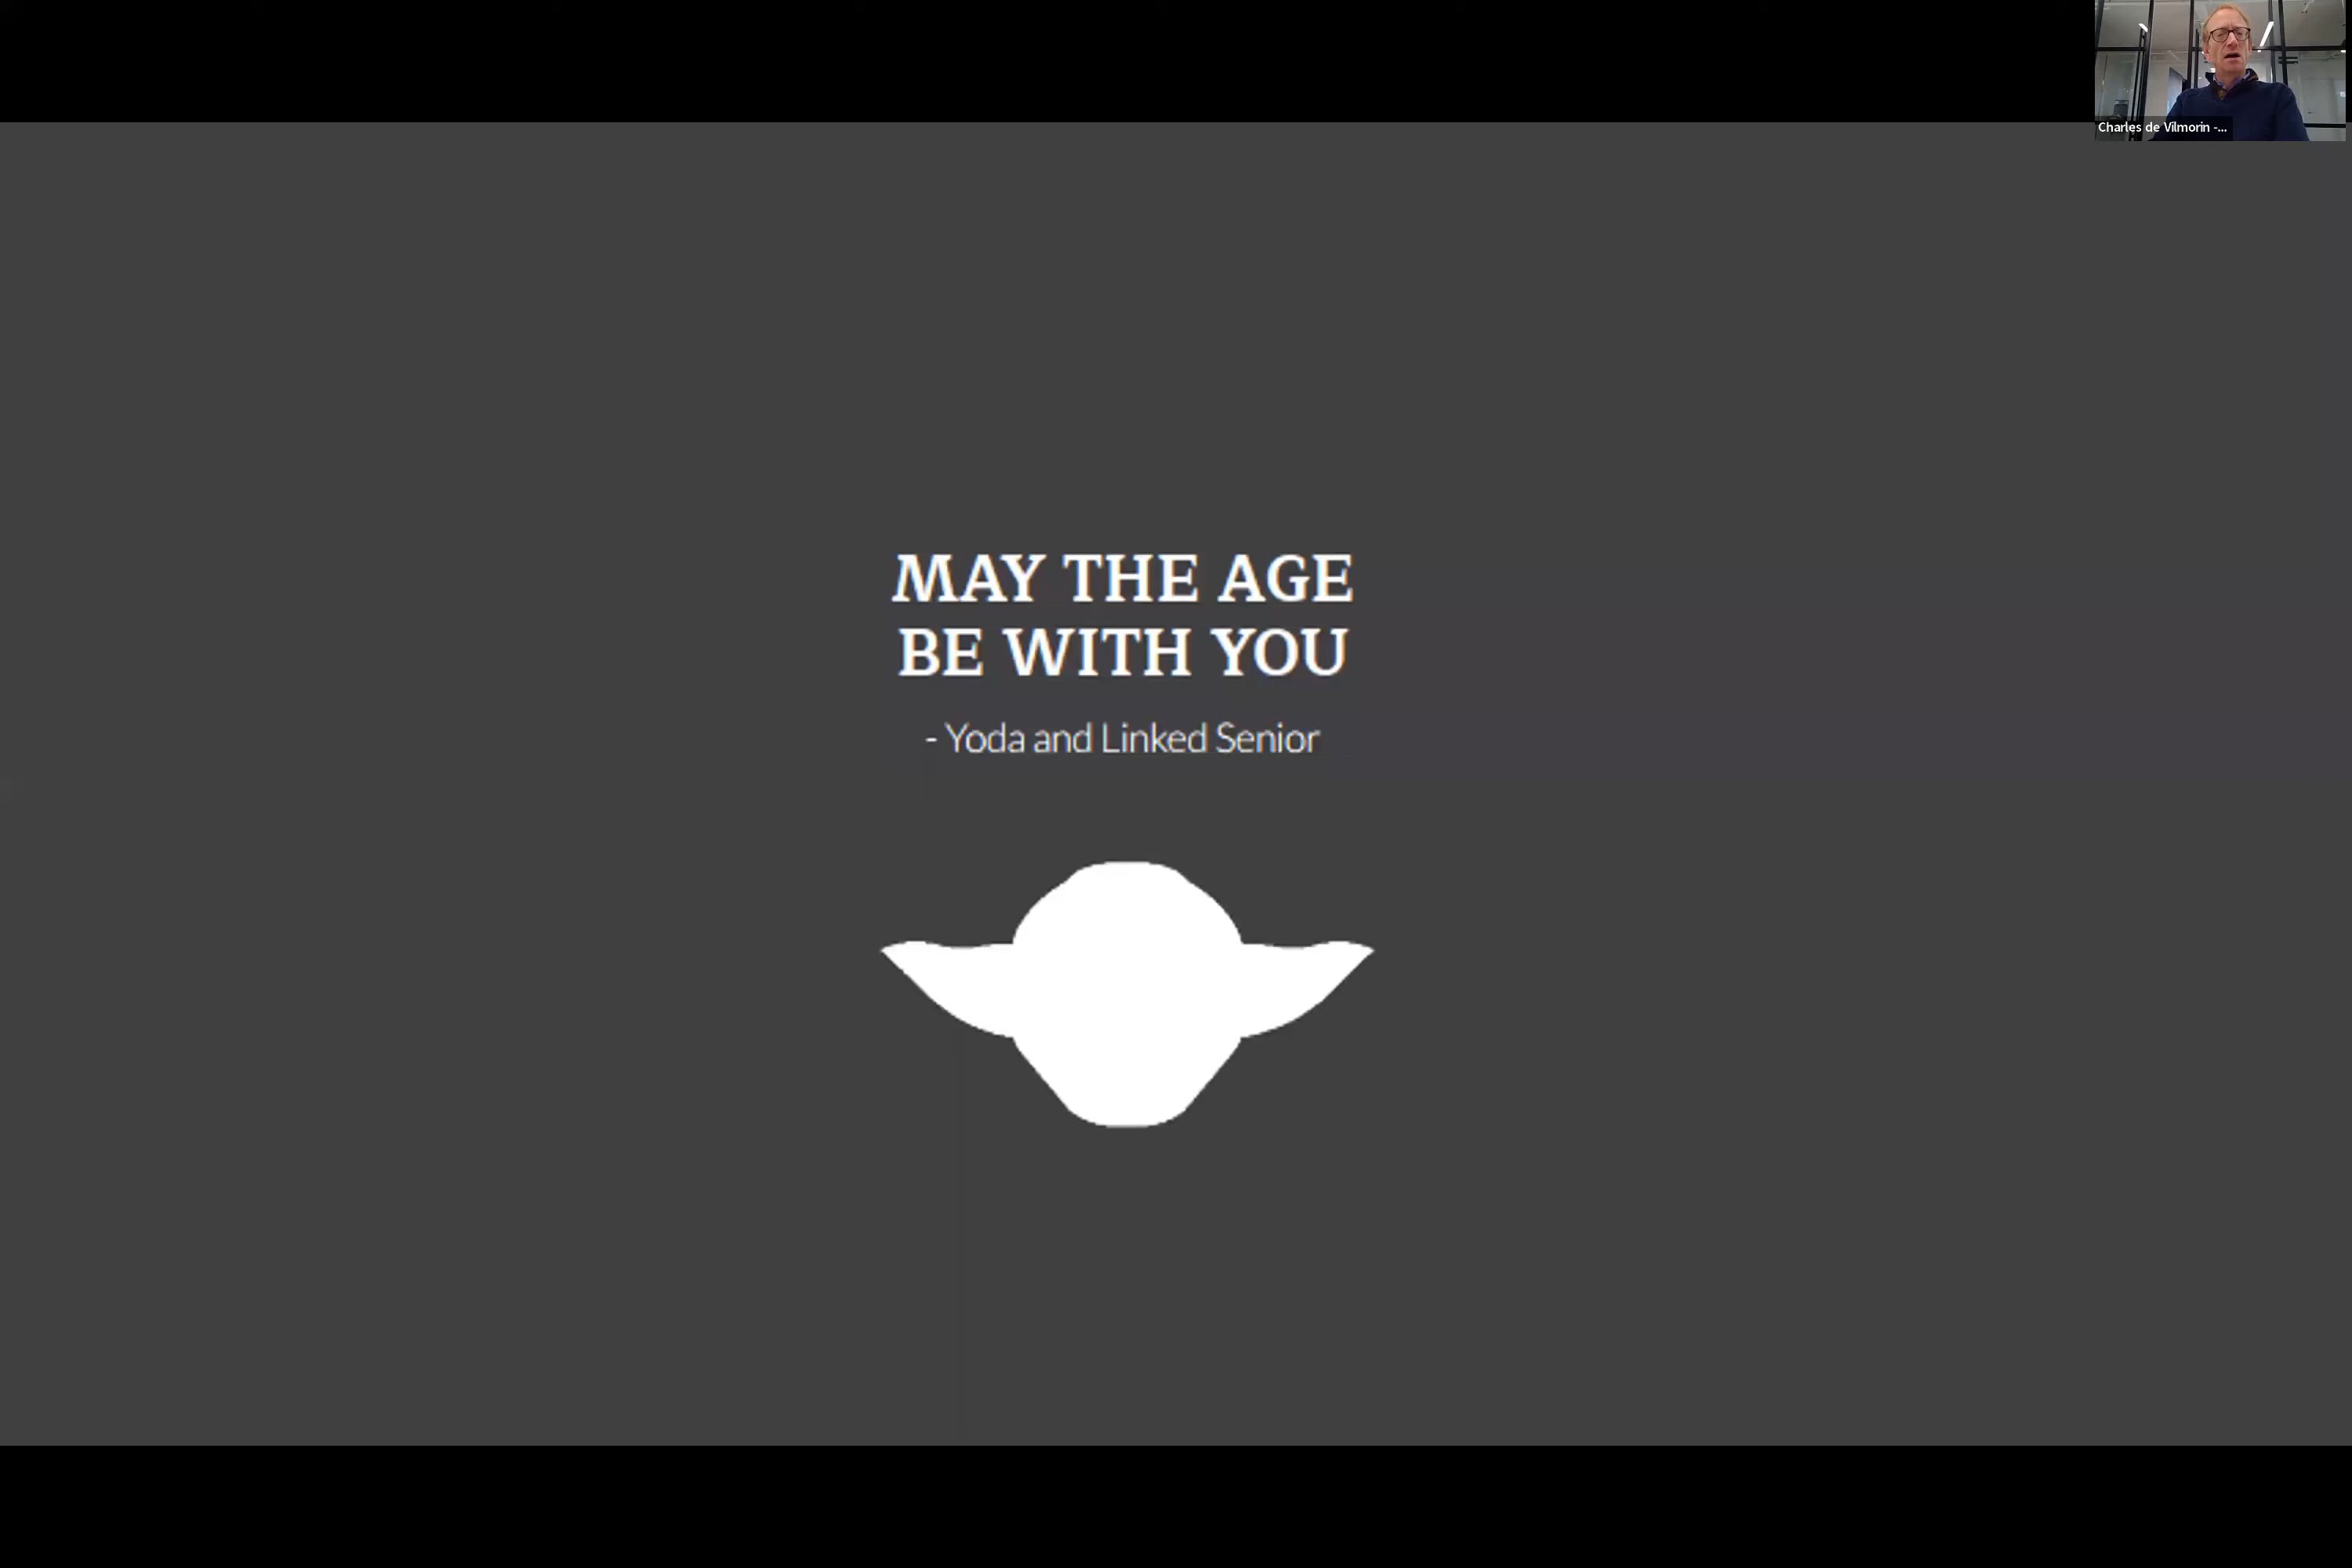 Charles de Vilmorin -...
MAY THE AGE
BE WITH YOU
- Yoda and Linked Senior